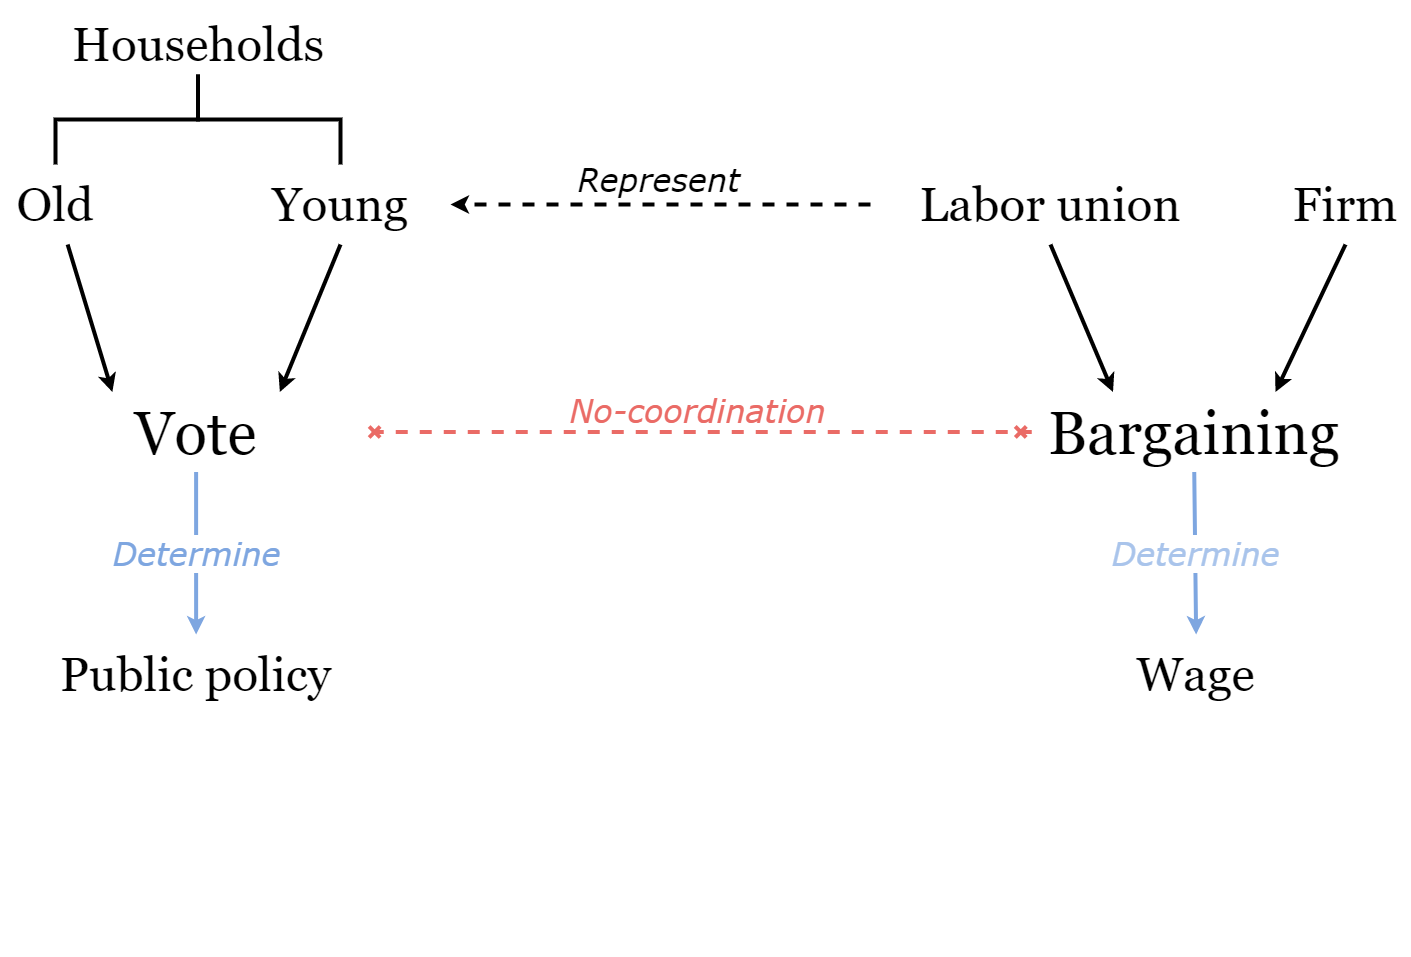 Households
Old
Young
Represent
Labor union
Firm
Vote
No-coordination
Bargaining
Determine
Determine
Public policy
Wage